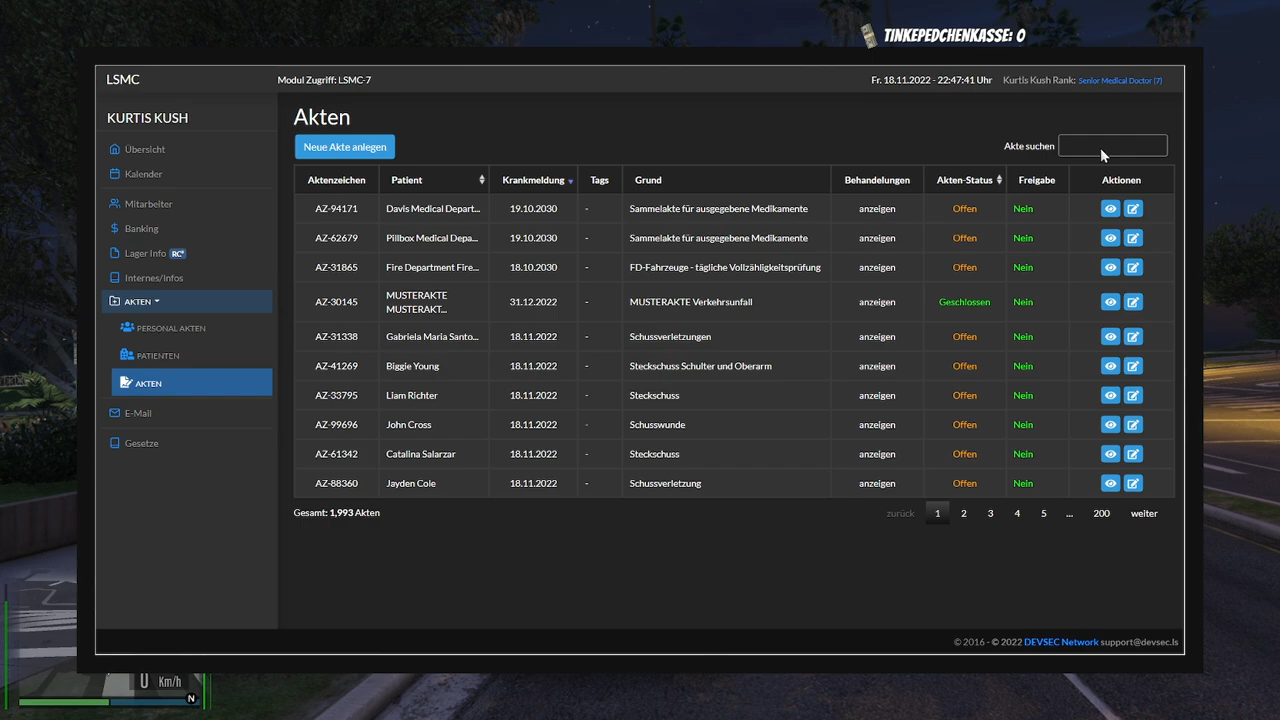 TINKEPEDCHENKASSE: 0
LSMC
Modul Zugriff: LSMC-7
Fr. 18.11.2022 - 22:47:41 Uhr
Kurtis Kush Rank: Senior Medical Doctor (7)
KURTIS KUSH
Übersicht
Kalender
Mitarbeiter
Banking
Lager Info RC²
Internes/Infos
AKTEN
PERSONAL AKTEN
PATIENTEN
AKTEN
E-Mail
Gesetze
Akten
Neue Akte anlegen
Akte suchen
Aktenzeichen Patient Krankmeldung Tags Grund Behandlungen Akten-Status Freigabe Aktionen
AZ-94171 Davis Medical Depart... 19.10.2030 - Sammelakte für ausgegebene Medikamente anzeigen Offen Nein
AZ-62679 Pillbox Medical Depa... 19.10.2030 - Sammelakte für ausgegebene Medikamente anzeigen Offen Nein
AZ-31865 Fire Department Fire... 18.10.2030 - FD-Fahrzeuge - tägliche Vollzähligkeitsprüfung anzeigen Offen Nein
AZ-30145 MUSTERAKTE MUSTERAKT... 31.12.2022 - MUSTERAKTE Verkehrsunfall anzeigen Geschlossen Nein
AZ-31338 Gabriela Maria Santo... 18.11.2022 - Schussverletzungen anzeigen Offen Nein
AZ-41269 Biggie Young 18.11.2022 - Steckschuss Schulter und Oberarm anzeigen Offen Nein
AZ-33795 Liam Richter 18.11.2022 - Steckschuss anzeigen Offen Nein
AZ-99696 John Cross 18.11.2022 - Schusswunde anzeigen Offen Nein
AZ-61342 Catalina Salarzar 18.11.2022 - Steckschuss anzeigen Offen Nein
AZ-88360 Jayden Cole 18.11.2022 - Schussverletzung anzeigen Offen Nein
Gesamt: 1,993 Akten
zurück 1 2 3 4 5 ... 200 weiter
© 2016 - © 2022 DEVSEC Network support@devsec.ls
0 Km/h
N